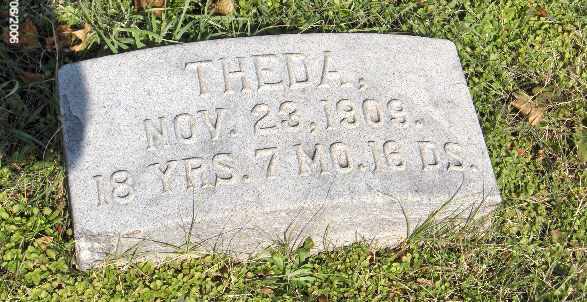 THEDA,
NOV. 23, 1909.
18 YRS. 7 MO. 16 DS.